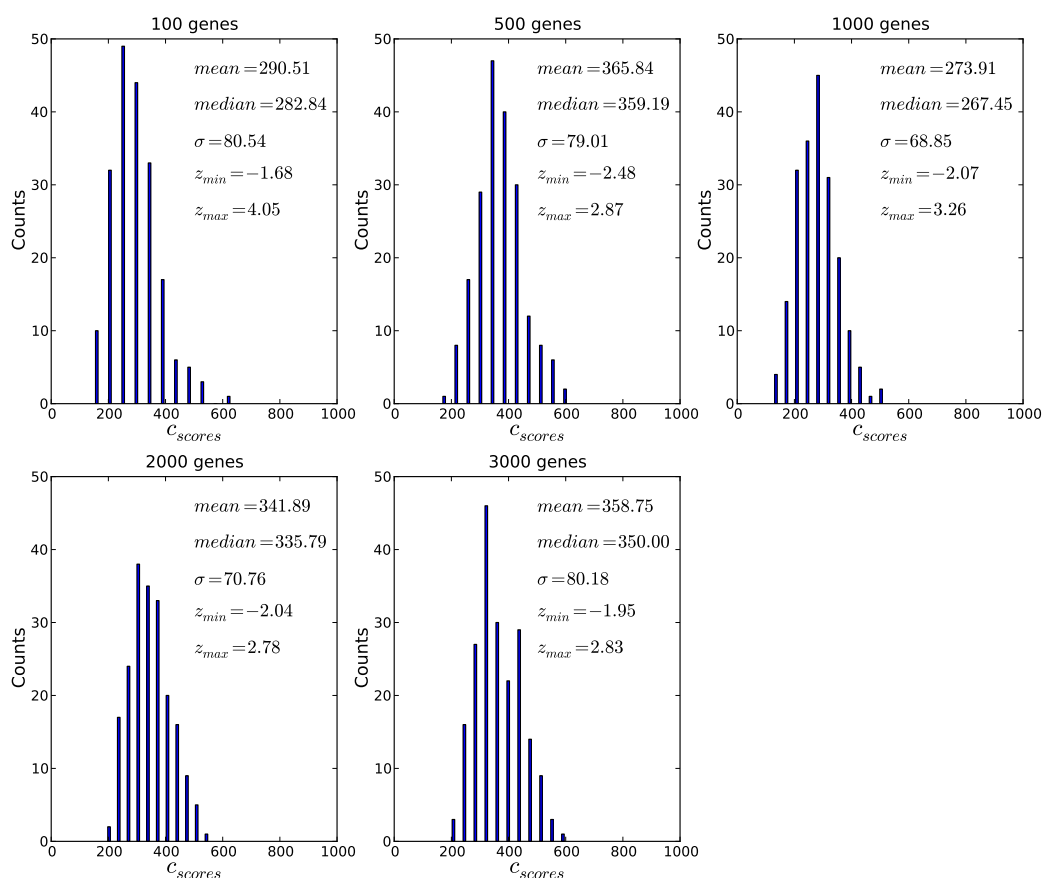 100 genes
50
40
30
20
10
0
Counts
mean=290.51
median=282.84
σ=80.54
z_min=−1.68
z_max=4.05
0 200 400 600 800 1000
c_scores
500 genes
50
40
30
20
10
0
Counts
mean=365.84
median=359.19
σ=79.01
z_min=−2.48
z_max=2.87
0 200 400 600 800 1000
c_scores
1000 genes
50
40
30
20
10
0
Counts
mean=273.91
median=267.45
σ=68.85
z_min=−2.07
z_max=3.26
0 200 400 600 800 1000
c_scores
2000 genes
50
40
30
20
10
0
Counts
mean=341.89
median=335.79
σ=70.76
z_min=−2.04
z_max=2.78
0 200 400 600 800 1000
c_scores
3000 genes
50
40
30
20
10
0
Counts
mean=358.75
median=350.00
σ=80.18
z_min=−1.95
z_max=2.83
0 200 400 600 800 1000
c_scores